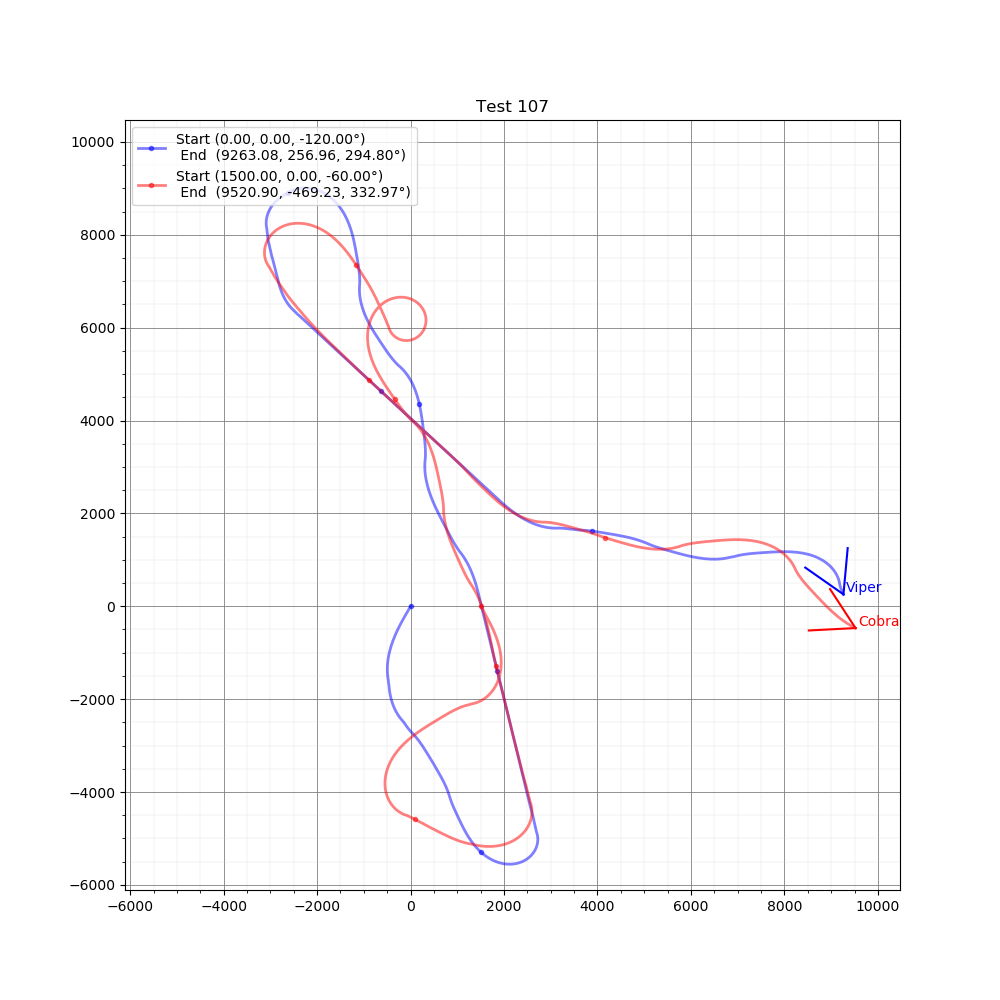 Test 107
Start (0.00, 0.00, -120.00°)
End (9263.08, 256.96, 294.80°)
Start (1500.00, 0.00, -60.00°)
End (9520.90, -469.23, 332.97°)
10000
8000
6000
4000
2000
0
−2000
−4000
−6000
Viper
Cobra
−6000 −4000 −2000 0 2000 4000 6000 8000 10000